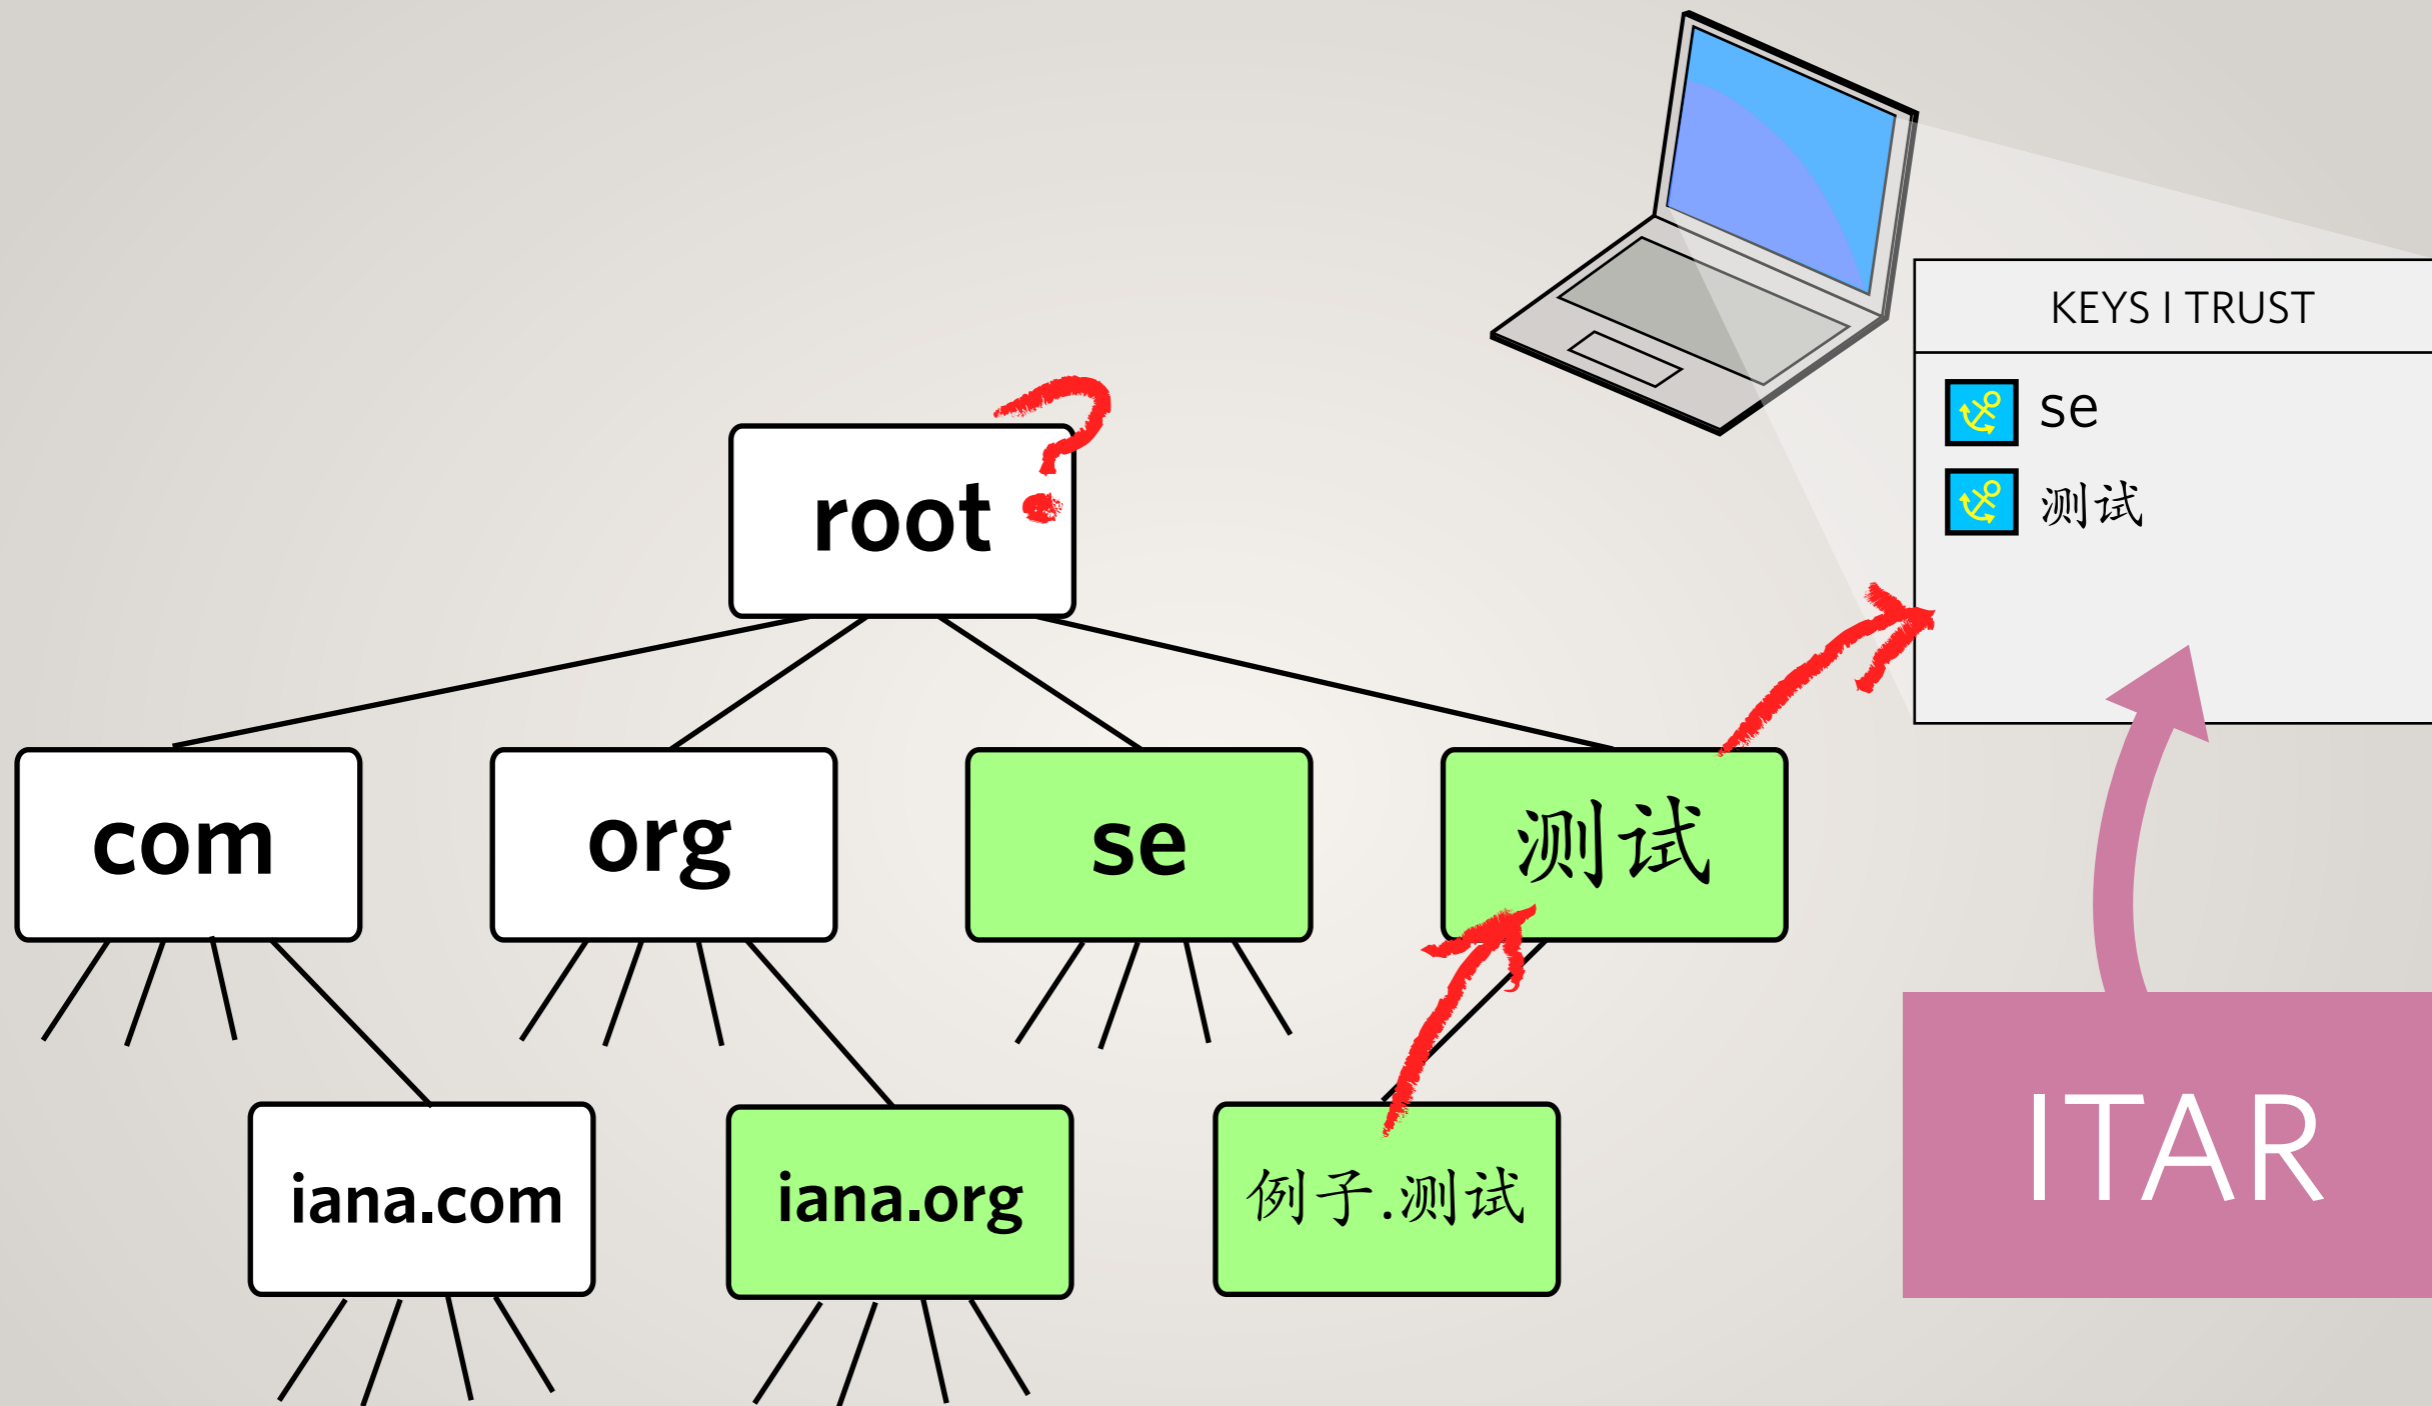 KEYS I TRUST
se
测试
root
com
org
se
测试
iana.com
iana.org
例子.测试
ITAR